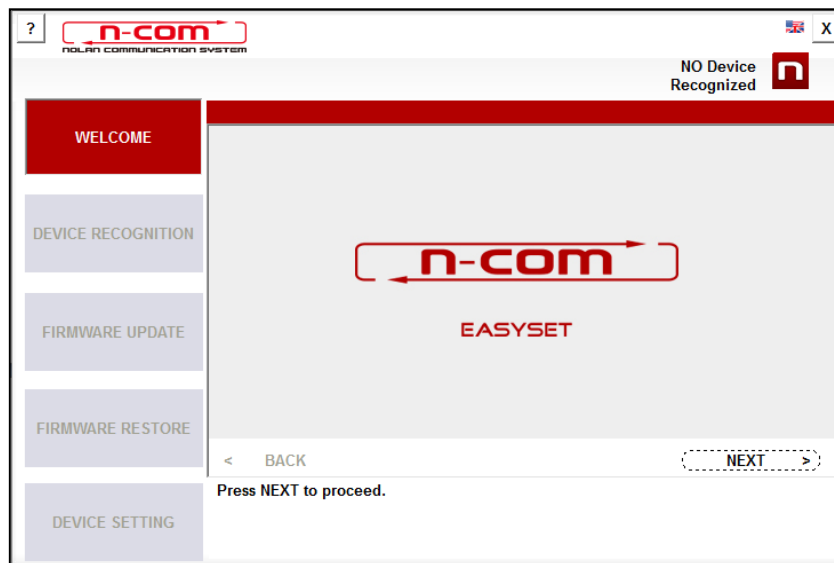 ?
n-com
NOLAN COMMUNICATION SYSTEM
X
NO Device
Recognized
n
WELCOME
DEVICE RECOGNITION
FIRMWARE UPDATE
FIRMWARE RESTORE
DEVICE SETTING
n-com
EASYSET
< BACK
NEXT >
Press NEXT to proceed.